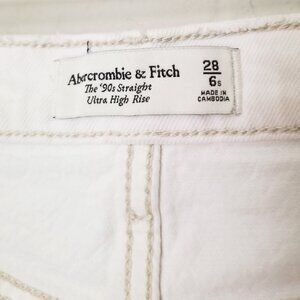 Abercrombie & Fitch
The '90s Straight
Ultra High Rise
28
6s
MADE IN
CAMBODIA